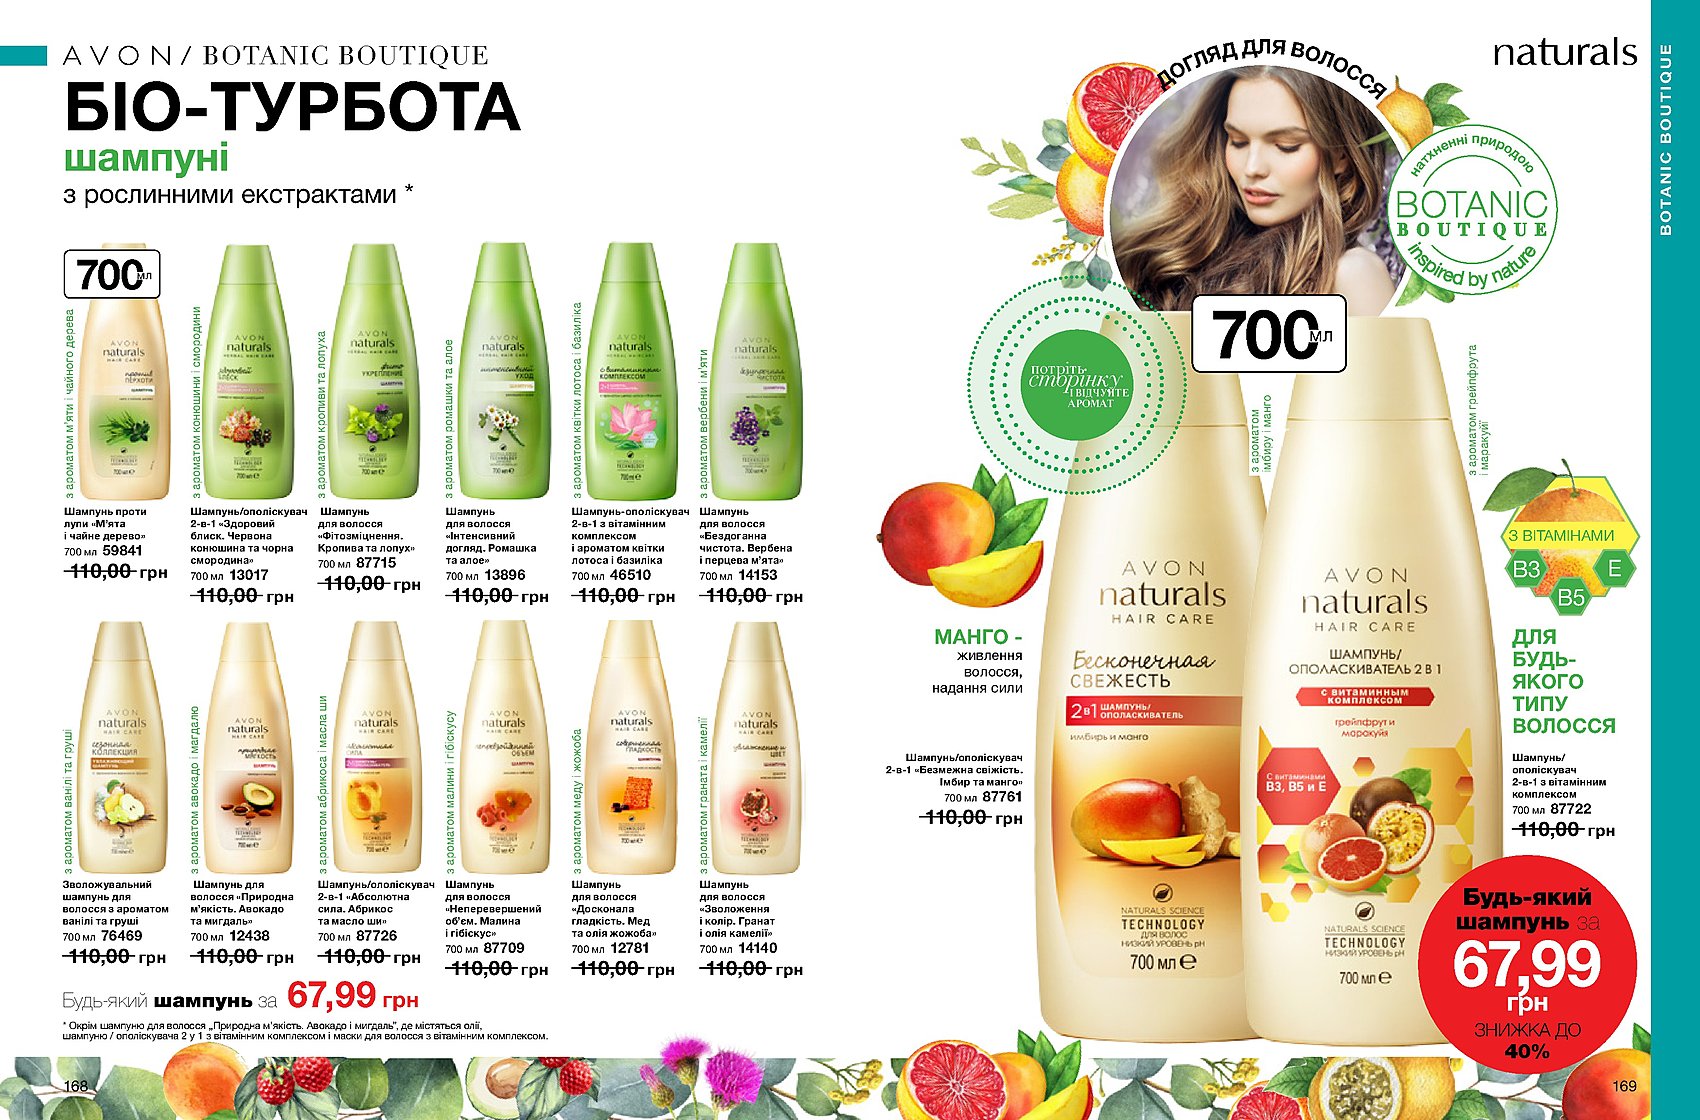 AVON / BOTANIC BOUTIQUE
БІО-ТУРБОТА
шампуні
з рослинними екстрактами *
700 мл
з ароматом м'яти і чайного дерева
Шампунь проти
лупи «М'ята
і чайне дерево»
700 мл 59841
110,00 грн
з ароматом конюшини і смородини
Шампунь/ополіскувач
2-в-1 «Здоровий
блиск. Червона
конюшина та чорна
смородина»
700 мл 13017
110,00 грн
з ароматом кропиви та лопуха
Шампунь
для волосся
«Фітозміцнення.
Кропива та лопух»
700 мл 87715
110,00 грн
з ароматом ромашки та алое
Шампунь
для волосся
«Інтенсивний
догляд. Ромашка
та алое»
700 мл 13896
110,00 грн
з ароматом квітки лотоса і базиліка
Шампунь-ополіскувач
2-в-1 з вітамінним
комплексом
і ароматом квітки
лотоса і базиліка
700 мл 46510
110,00 грн
з ароматом вербени і м'яти
Шампунь
для волосся
«Бездоганна
чистота. Вербена
і перцева м'ята»
700 мл 14153
110,00 грн
з ароматом ванілі та груші
Зволожувальний
шампунь для
волосся з ароматом
ванілі та груші
700 мл 76469
110,00 грн
з ароматом авокадо і мигдалю
Шампунь для
волосся «Природна
м'якість. Авокадо
та мигдаль»
700 мл 12438
110,00 грн
з ароматом абрикоса і масла ши
Шампунь/ополіскувач
2-в-1 «Абсолютна
сила. Абрикос
та масло ши»
700 мл 87726
110,00 грн
з ароматом малини і гібіскусу
Шампунь
для волосся
«Неперевершений
об'єм. Малина
і гібіскус»
700 мл 87709
110,00 грн
з ароматом меду і жожоба
Шампунь
для волосся
«Досконала
гладкість. Мед
та олія жожоба»
700 мл 12781
110,00 грн
з ароматом граната і камелії
Шампунь
для волосся
«Зволоження
і колір. Гранат
і олія камелії»
700 мл 14140
110,00 грн
Будь-який шампунь за 67,99 грн
* Окрім шампуню для волосся „Природна м'якість. Авокадо і мигдаль”, де містяться олії,
шампуню / ополіскувача 2 у 1 з вітамінним комплексом і маски для волосся з вітамінним комплексом.
168
naturals
BOTANIC BOUTIQUE
ДОГЛЯД ДЛЯ ВОЛОССЯ
натхненні природою
BOTANIC
BOUTIQUE
inspired by nature
700 мл
ПОТРІТЬ
сторінку
І ВІДЧУЙТЕ
АРОМАТ
з ароматом
імбиру і манго
з ароматом грейпфрута
і маракуйї
З ВІТАМІНАМИ
B3
E
B5
МАНГО -
живлення
волосся,
надання сили
Шампунь/ополіскувач
2-в-1 «Безмежна свіжість.
Імбир та манго»
700 мл 87761
110,00 грн
AVON
naturals
HAIR CARE
Бесконечная
СВЕЖЕСТЬ
2в1 ШАМПУНЬ/
ОПОЛАСКИВАТЕЛЬ
имбирь и манго
NATURALS SCIENCE
TECHNOLOGY
ДЛЯ ВОЛОС
НИЗКИЙ УРОВЕНЬ pH
700 мл e
AVON
naturals
HAIR CARE
ШАМПУНЬ/
ОПОЛАСКИВАТЕЛЬ 2 В 1
С ВИТАМИННЫМ
КОМПЛЕКСОМ
грейпфрут и
маракуйя
С ВИТАМИНАМИ
B3, B5 и E
NATURALS SCIENCE
TECHNOLOGY
НИЗКИЙ УРОВЕНЬ pH
700 мл e
ДЛЯ
БУДЬ-
ЯКОГО
ТИПУ
ВОЛОССЯ
Шампунь/
ополіскувач
2-в-1 з вітамінним
комплексом
700 мл 87722
110,00 грн
Будь-який
шампунь за
67,99
грн
ЗНИЖКА ДО
40%
169